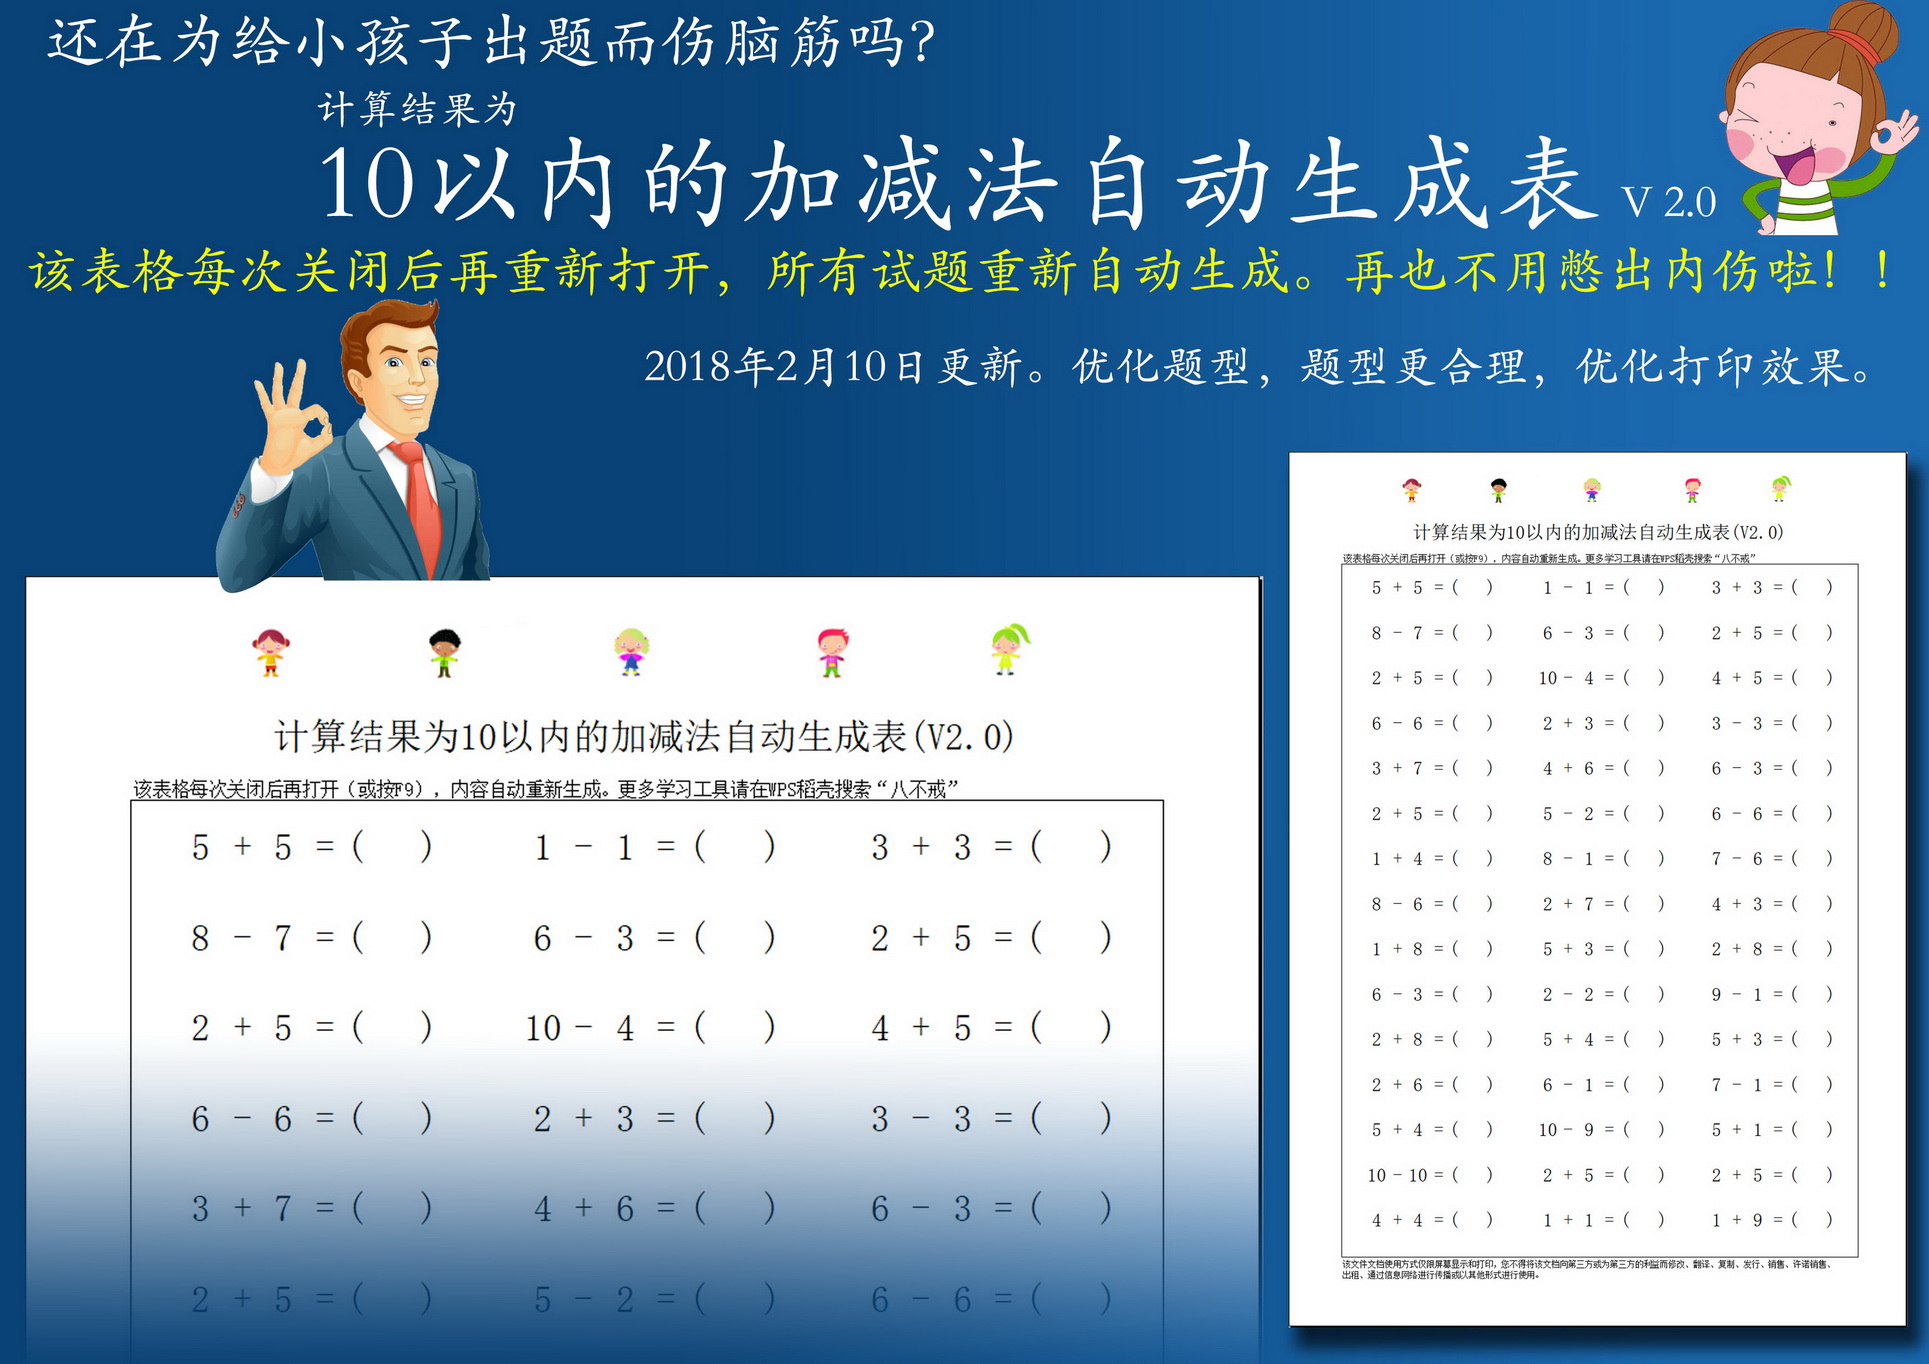 还在为给小孩子出题而伤脑筋吗?
计算结果为
10以内的加减法自动生成表 V 2.0
该表格每次关闭后再重新打开，所有试题重新自动生成。再也不用憋出内伤啦！！
2018年2月10日更新。优化题型，题型更合理，优化打印效果。
计算结果为10以内的加减法自动生成表(V2.0)
该表格每次关闭后再打开（或按F9），内容自动重新生成。更多学习工具请在WPS稻壳搜索“八不戒”
5 + 5 = ( ) 1 - 1 = ( ) 3 + 3 = ( )
8 - 7 = ( ) 6 - 3 = ( ) 2 + 5 = ( )
2 + 5 = ( ) 10 - 4 = ( ) 4 + 5 = ( )
6 - 6 = ( ) 2 + 3 = ( ) 3 - 3 = ( )
3 + 7 = ( ) 4 + 6 = ( ) 6 - 3 = ( )
2 + 5 = ( ) 5 - 2 = ( ) 6 - 6 = ( )
计算结果为10以内的加减法自动生成表(V2.0)
该表格每次关闭后再打开（或按F9），内容自动重新生成。更多学习工具请在WPS稻壳搜索“八不戒”
5 + 5 = ( ) 1 - 1 = ( ) 3 + 3 = ( )
8 - 7 = ( ) 6 - 3 = ( ) 2 + 5 = ( )
2 + 5 = ( ) 10 - 4 = ( ) 4 + 5 = ( )
6 - 6 = ( ) 2 + 3 = ( ) 3 - 3 = ( )
3 + 7 = ( ) 4 + 6 = ( ) 6 - 3 = ( )
2 + 5 = ( ) 5 - 2 = ( ) 6 - 6 = ( )
1 + 4 = ( ) 8 - 1 = ( ) 7 - 6 = ( )
8 - 6 = ( ) 2 + 7 = ( ) 4 + 3 = ( )
1 + 8 = ( ) 5 + 3 = ( ) 2 + 8 = ( )
6 - 3 = ( ) 2 - 2 = ( ) 9 - 1 = ( )
2 + 8 = ( ) 5 + 4 = ( ) 5 + 3 = ( )
2 + 6 = ( ) 6 - 1 = ( ) 7 - 1 = ( )
5 + 4 = ( ) 10 - 9 = ( ) 5 + 1 = ( )
10 - 10 = ( ) 2 + 5 = ( ) 2 + 5 = ( )
4 + 4 = ( ) 1 + 1 = ( ) 1 + 9 = ( )
该文件文档使用方式仅限屏幕显示和打印，您不得将该文档向第三方或为第三方的利益而修改、翻译、复制、发行、销售、许诺销售、
出租、通过信息网络进行传播或以其他形式进行使用。